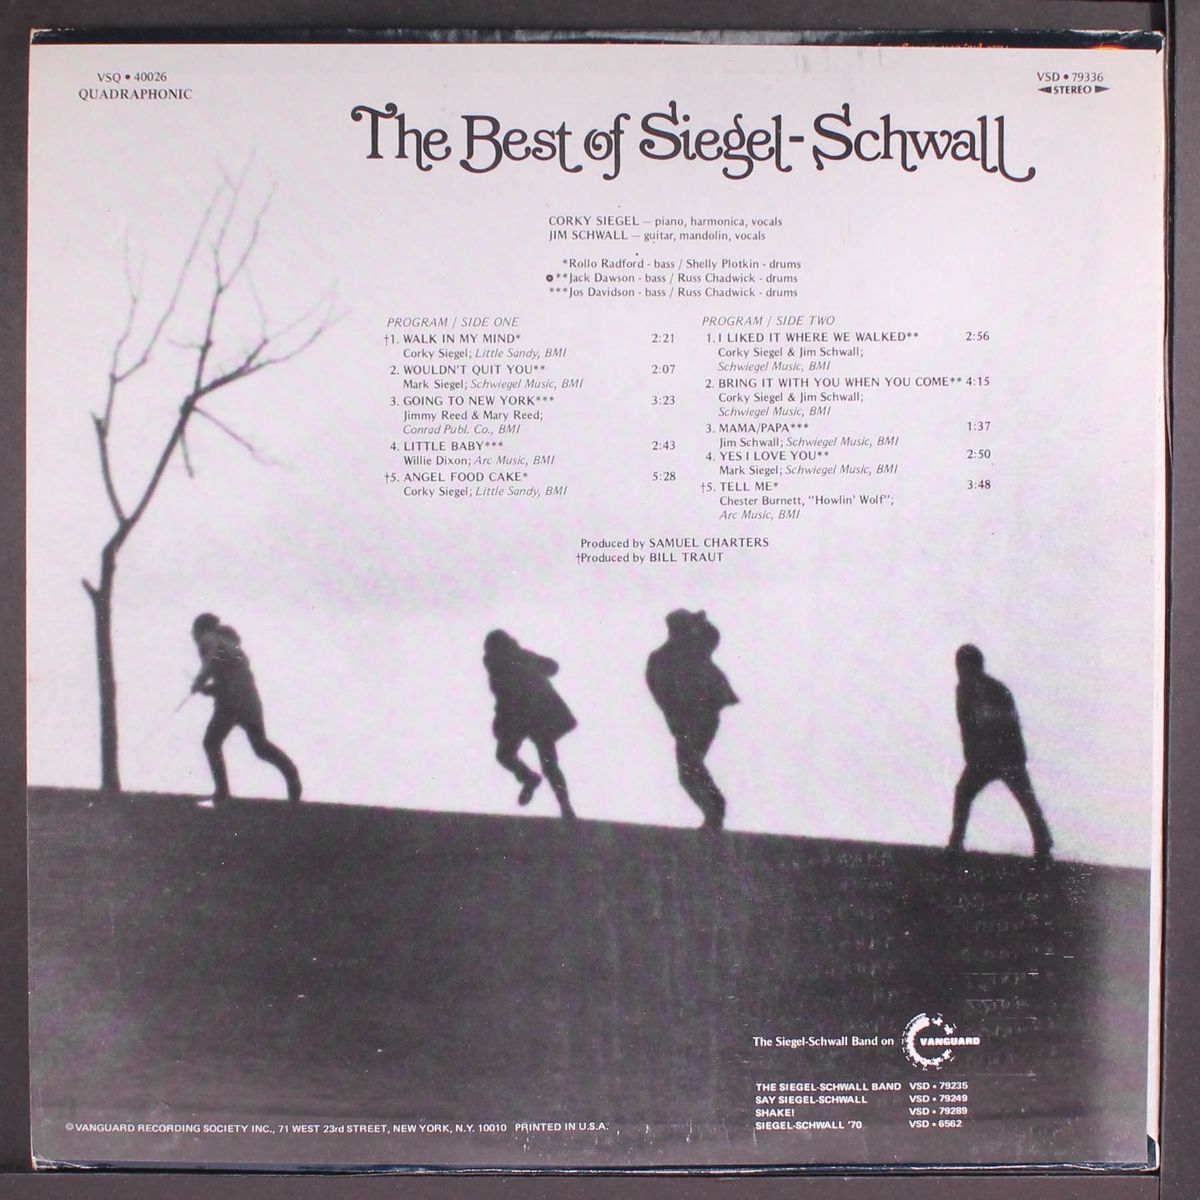 VSQ • 40026
QUADRAPHONIC
VSD • 79336
◄STEREO►
The Best of Siegel-Schwall
CORKY SIEGEL — piano, harmonica, vocals
JIM SCHWALL — guitar, mandolin, vocals
*Rollo Radford - bass / Shelly Plotkin - drums
**Jack Dawson - bass / Russ Chadwick - drums
***Jos Davidson - bass / Russ Chadwick - drums
PROGRAM / SIDE ONE
†1. WALK IN MY MIND* 2:21
Corky Siegel; Little Sandy, BMI
2. WOULDN'T QUIT YOU** 2:07
Mark Siegel; Schwiegel Music, BMI
3. GOING TO NEW YORK*** 3:23
Jimmy Reed & Mary Reed;
Conrad Publ. Co., BMI
4. LITTLE BABY*** 2:43
Willie Dixon; Arc Music, BMI
†5. ANGEL FOOD CAKE* 5:28
Corky Siegel; Little Sandy, BMI
PROGRAM / SIDE TWO
1. I LIKED IT WHERE WE WALKED** 2:56
Corky Siegel & Jim Schwall;
Schwiegel Music, BMI
2. BRING IT WITH YOU WHEN YOU COME** 4:15
Corky Siegel & Jim Schwall;
Schwiegel Music, BMI
3. MAMA/PAPA*** 1:37
Jim Schwall; Schwiegel Music, BMI
4. YES I LOVE YOU** 2:50
Mark Siegel; Schwiegel Music, BMI
†5. TELL ME* 3:48
Chester Burnett, "Howlin' Wolf";
Arc Music, BMI
Produced by SAMUEL CHARTERS
†Produced by BILL TRAUT
The Siegel-Schwall Band on VANGUARD
THE SIEGEL-SCHWALL BAND VSD • 79235
SAY SIEGEL-SCHWALL VSD • 79249
SHAKE! VSD • 79289
SIEGEL-SCHWALL '70 VSD • 6562
© VANGUARD RECORDING SOCIETY INC., 71 WEST 23rd STREET, NEW YORK, N.Y. 10010 PRINTED IN U.S.A.